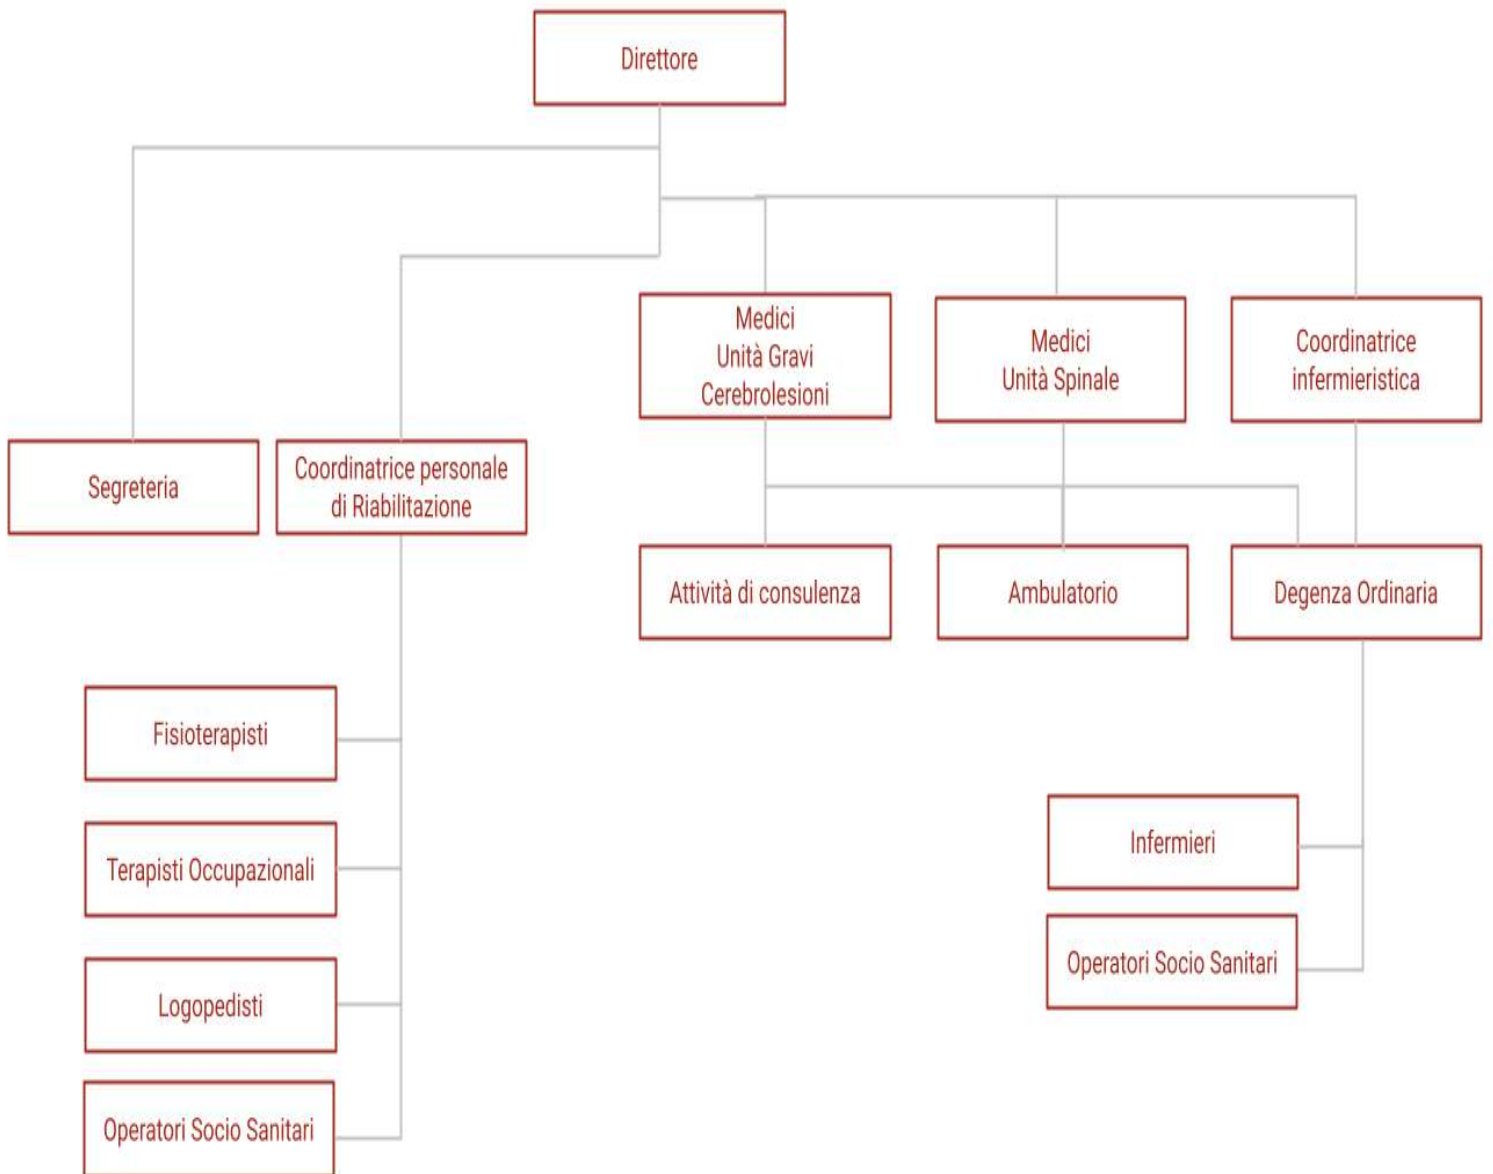 Direttore
Medici
Unità Gravi
Cerebrolesioni
Medici
Unità Spinale
Coordinatrice
infermieristica
Segreteria
Coordinatrice personale
di Riabilitazione
Attività di consulenza
Ambulatorio
Degenza Ordinaria
Fisioterapisti
Terapisti Occupazionali
Logopedisti
Operatori Socio Sanitari
Infermieri
Operatori Socio Sanitari